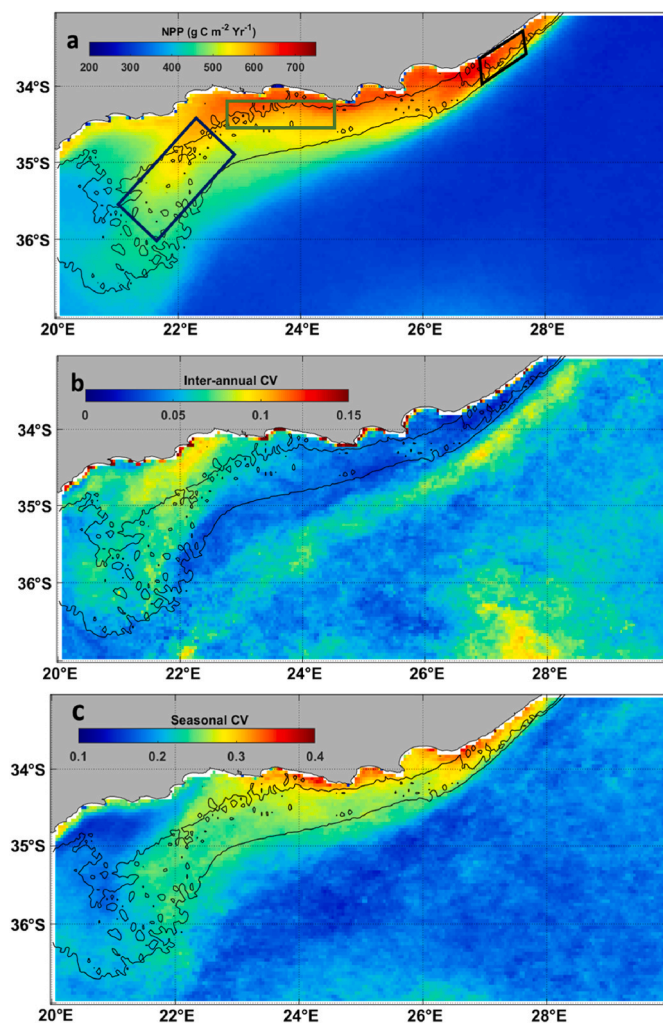 a
NPP (g C m⁻² Yr⁻¹)
200 300 400 500 600 700
34°S
35°S
36°S
20°E 22°E 24°E 26°E 28°E
b
Inter-annual CV
0 0.05 0.1 0.15
34°S
35°S
36°S
20°E 22°E 24°E 26°E 28°E
c
Seasonal CV
0.1 0.2 0.3 0.4
34°S
35°S
36°S
20°E 22°E 24°E 26°E 28°E